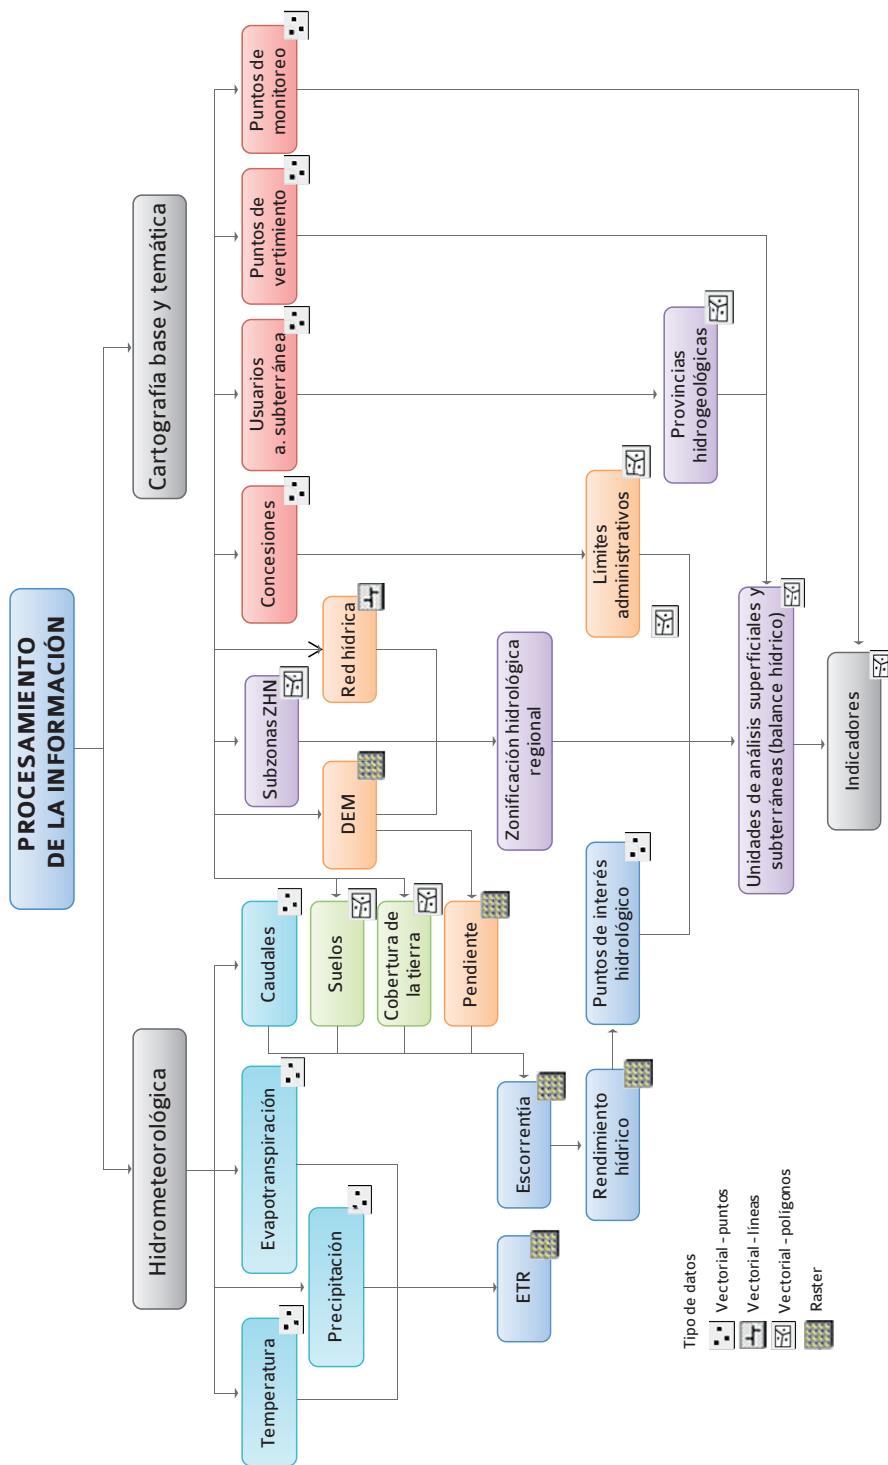 PROCESAMIENTO
DE LA INFORMACIÓN
Hidrometeorológica
Cartografía base y temática
Temperatura
Precipitación
Evapotranspiración
Caudales
Suelos
Cobertura de
la tierra
Pendiente
DEM
Subzonas ZHN
Red hídrica
Concesiones
Usuarios
a. subterránea
Puntos de
vertimiento
Puntos de
monitoreo
ETR
Escorrentía
Zonificación hidrológica
regional
Rendimiento
hídrico
Puntos de interés
hidrológico
Límites
administrativos
Provincias
hidrogeológicas
Unidades de análisis superficiales y
subterráneas (balance hídrico)
Indicadores
Tipo de datos
Vectorial - puntos
Vectorial - líneas
Vectorial - polígonos
Raster